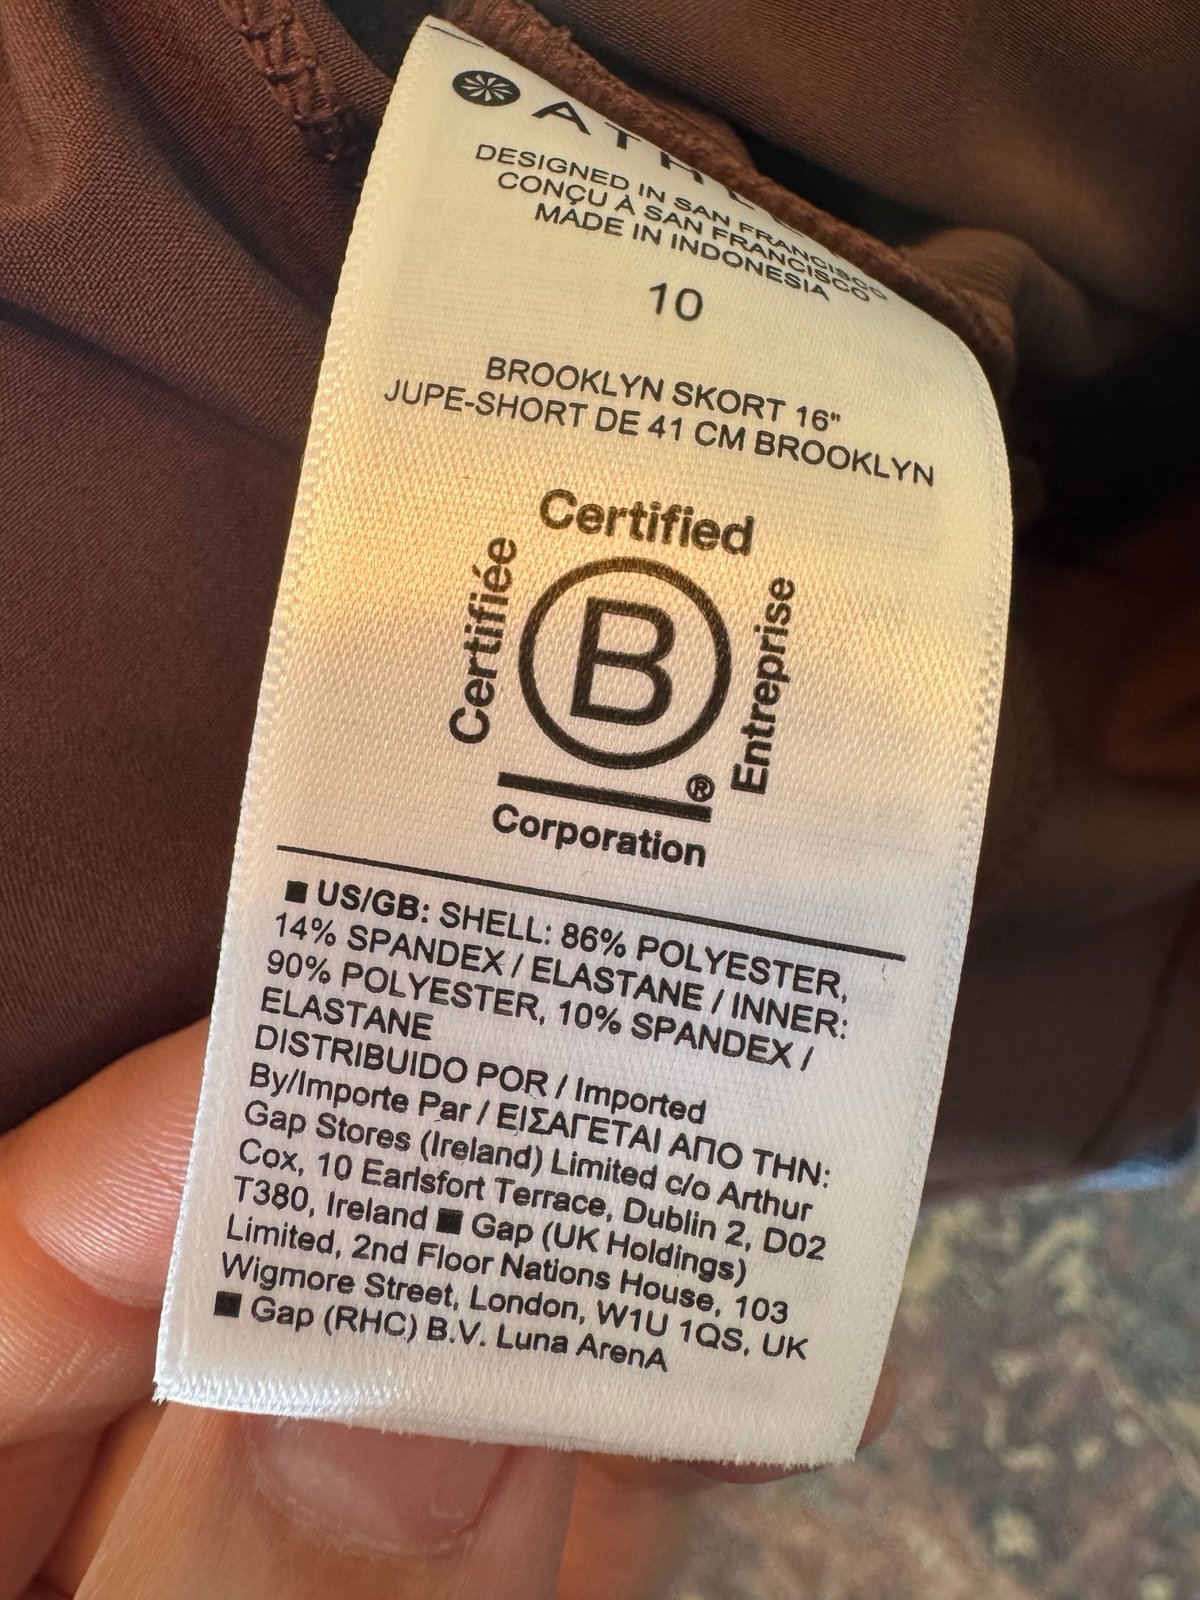 DESIGNED IN SAN FRANCISCO
CONÇU À SAN FRANCISCO
MADE IN INDONESIA
10
BROOKLYN SKORT 16"
JUPE-SHORT DE 41 CM BROOKLYN
Certified
Certifiée
B
Entreprise
®
Corporation
■ US/GB: SHELL: 86% POLYESTER,
14% SPANDEX / ELASTANE / INNER:
90% POLYESTER, 10% SPANDEX /
ELASTANE
DISTRIBUIDO POR / Imported
By/Importe Par / ΕΙΣΑΓΕΤΑΙ ΑΠΟ ΤΗΝ:
Gap Stores (Ireland) Limited c/o Arthur
Cox, 10 Earlsfort Terrace, Dublin 2, D02
T380, Ireland ■ Gap (UK Holdings)
Limited, 2nd Floor Nations House, 103
Wigmore Street, London, W1U 1QS, UK
■ Gap (RHC) B.V. Luna ArenA